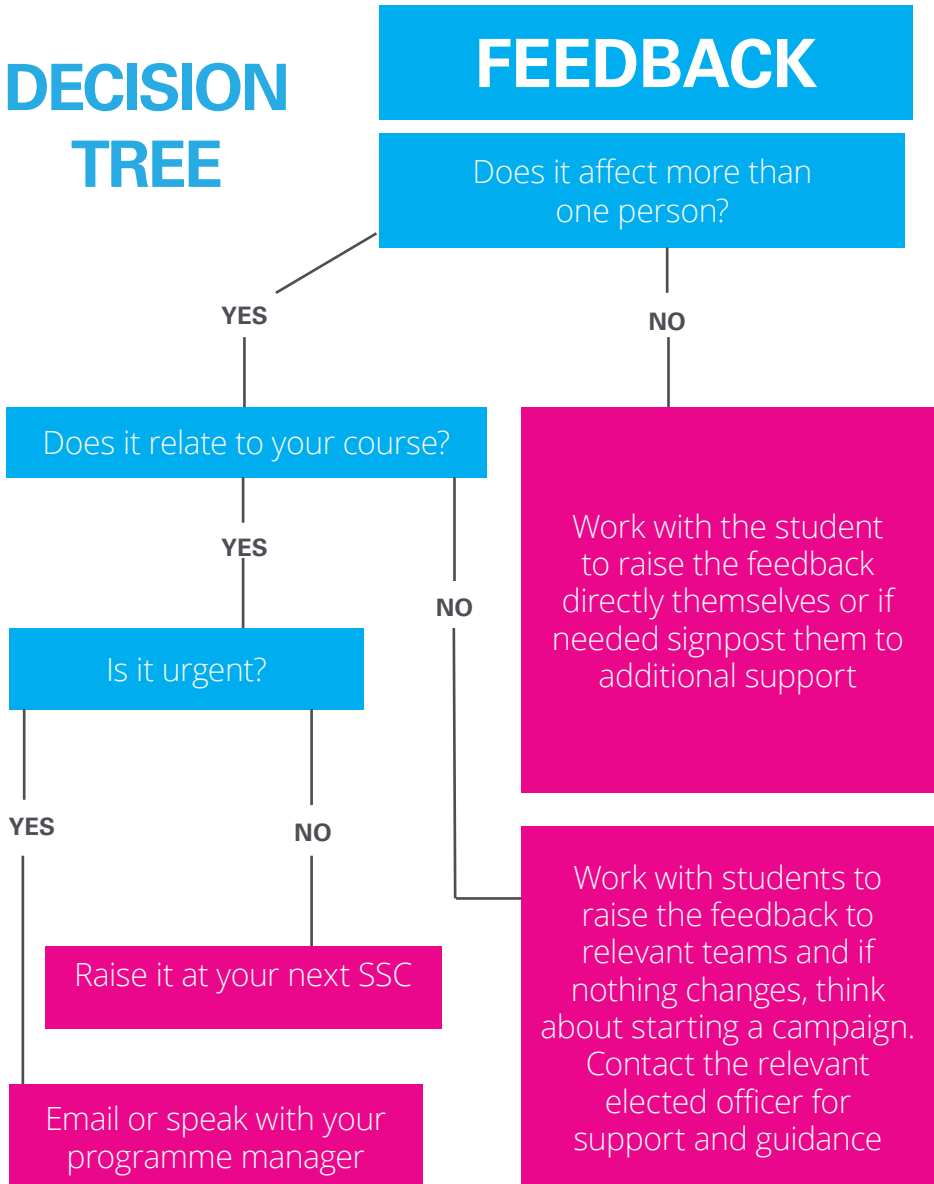 DECISION
TREE
FEEDBACK
Does it affect more than
one person?
YES
NO
Does it relate to your course?
YES
NO
Work with the student
to raise the feedback
directly themselves or if
needed signpost them to
additional support
Is it urgent?
YES
NO
Raise it at your next SSC
Email or speak with your
programme manager
Work with students to
raise the feedback to
relevant teams and if
nothing changes, think
about starting a campaign.
Contact the relevant
elected officer for
support and guidance